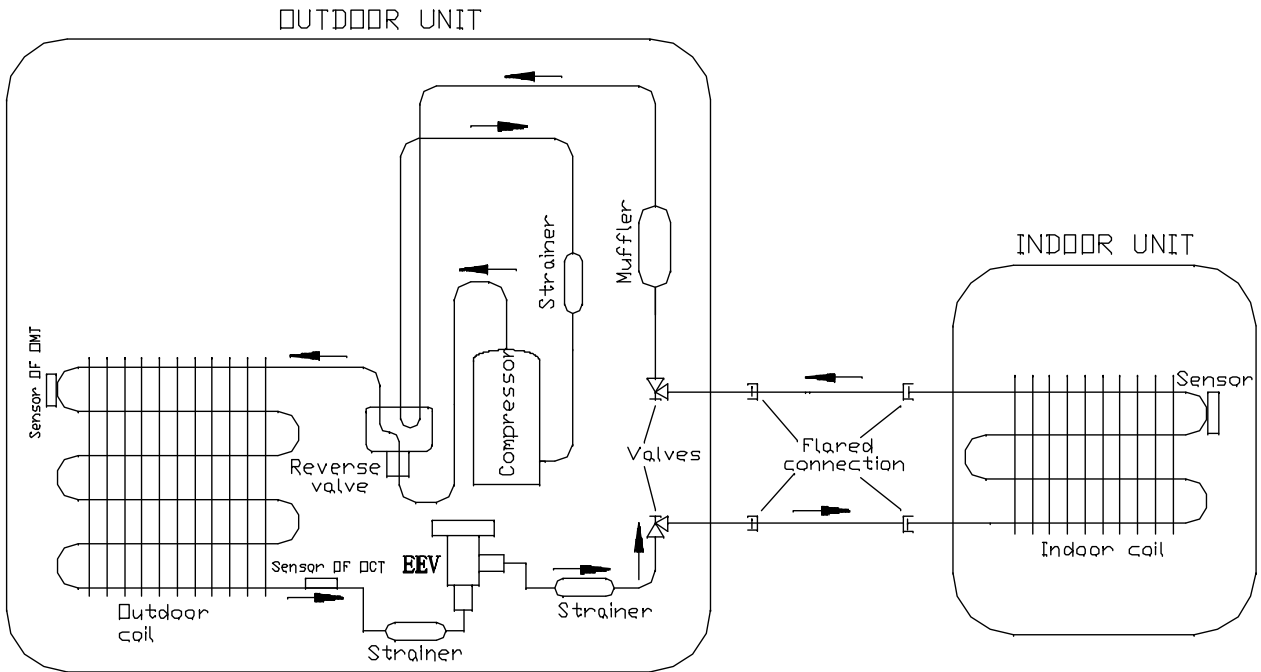 OUTDOOR UNIT
INDOOR UNIT
Strainer
Muffler
Sensor OF OMT
Compressor
Sensor
Reverse
valve
Valves
Flared
connection
Indoor coil
Sensor OF OCT
EEV
Outdoor
coil
Strainer
Strainer